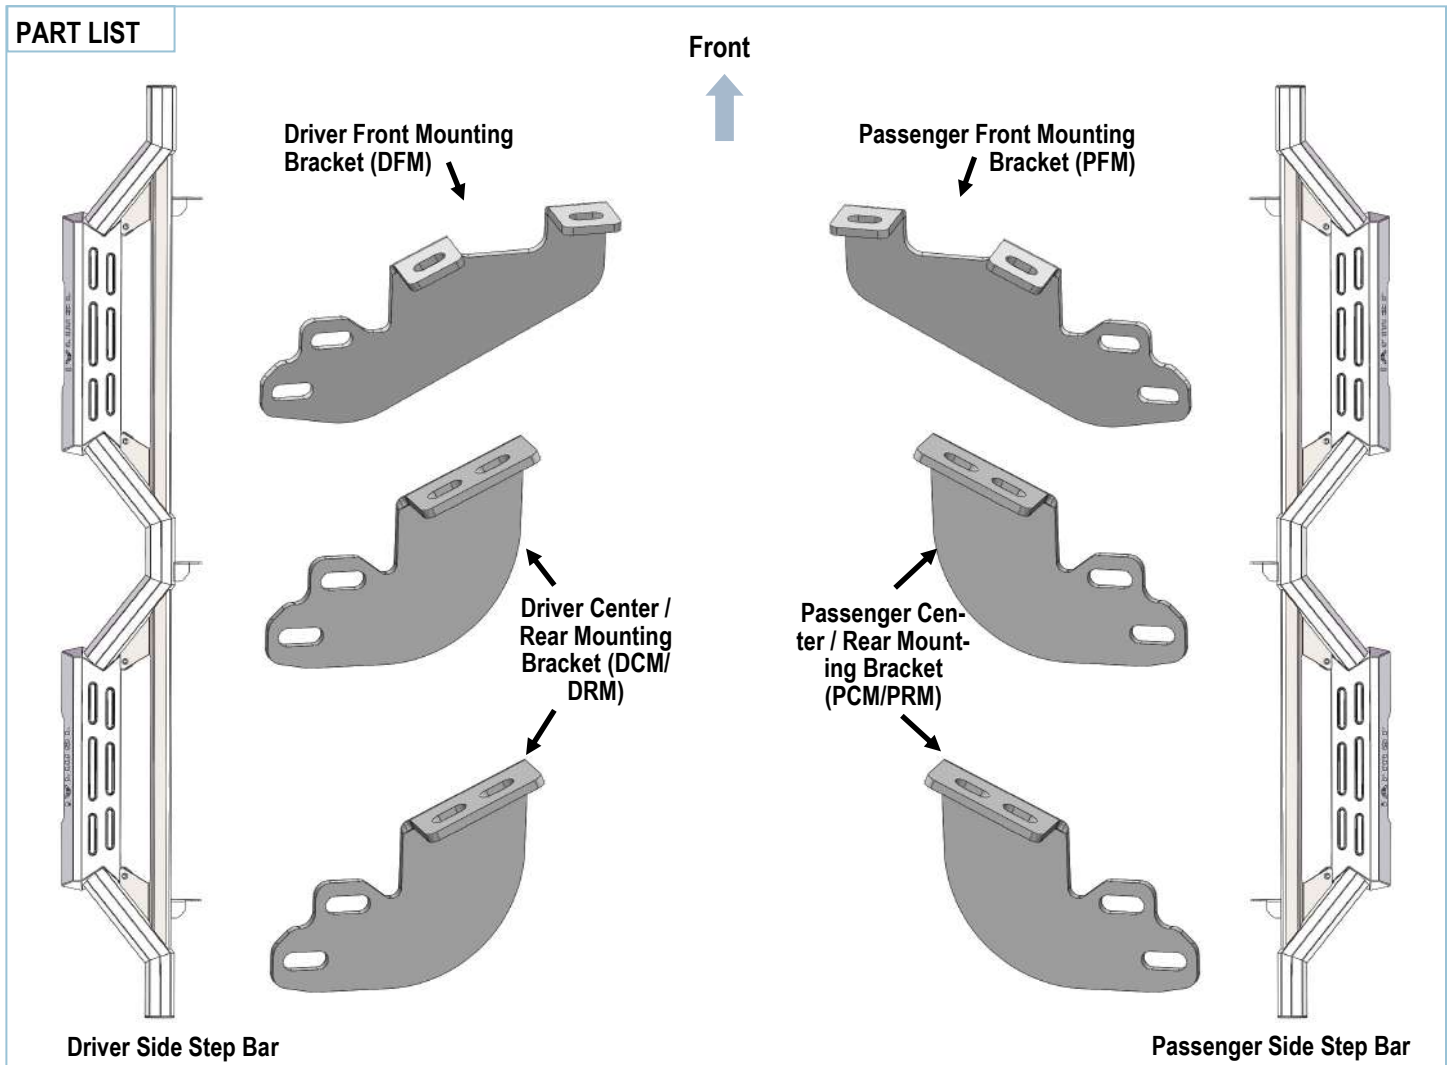 PART LIST
Front
Driver Front Mounting
Bracket (DFM)
Passenger Front Mounting
Bracket (PFM)
Driver Center /
Rear Mounting
Bracket (DCM/
DRM)
Passenger Cen-
ter / Rear Mount-
ing Bracket
(PCM/PRM)
Driver Side Step Bar
Passenger Side Step Bar